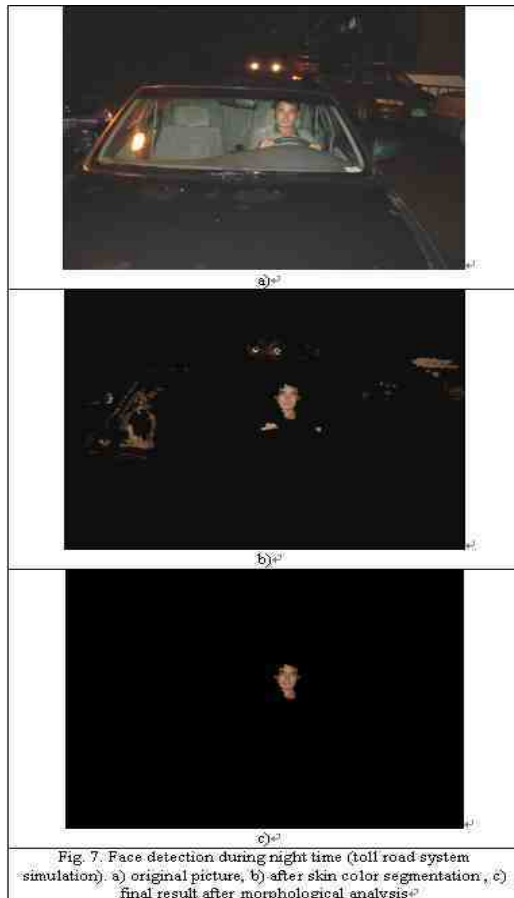 a)
b)
c)
Fig. 7. Face detection during night time (toll road system
simulation). a) original picture, b) after skin color segmentation , c)
final result after morphological analysis